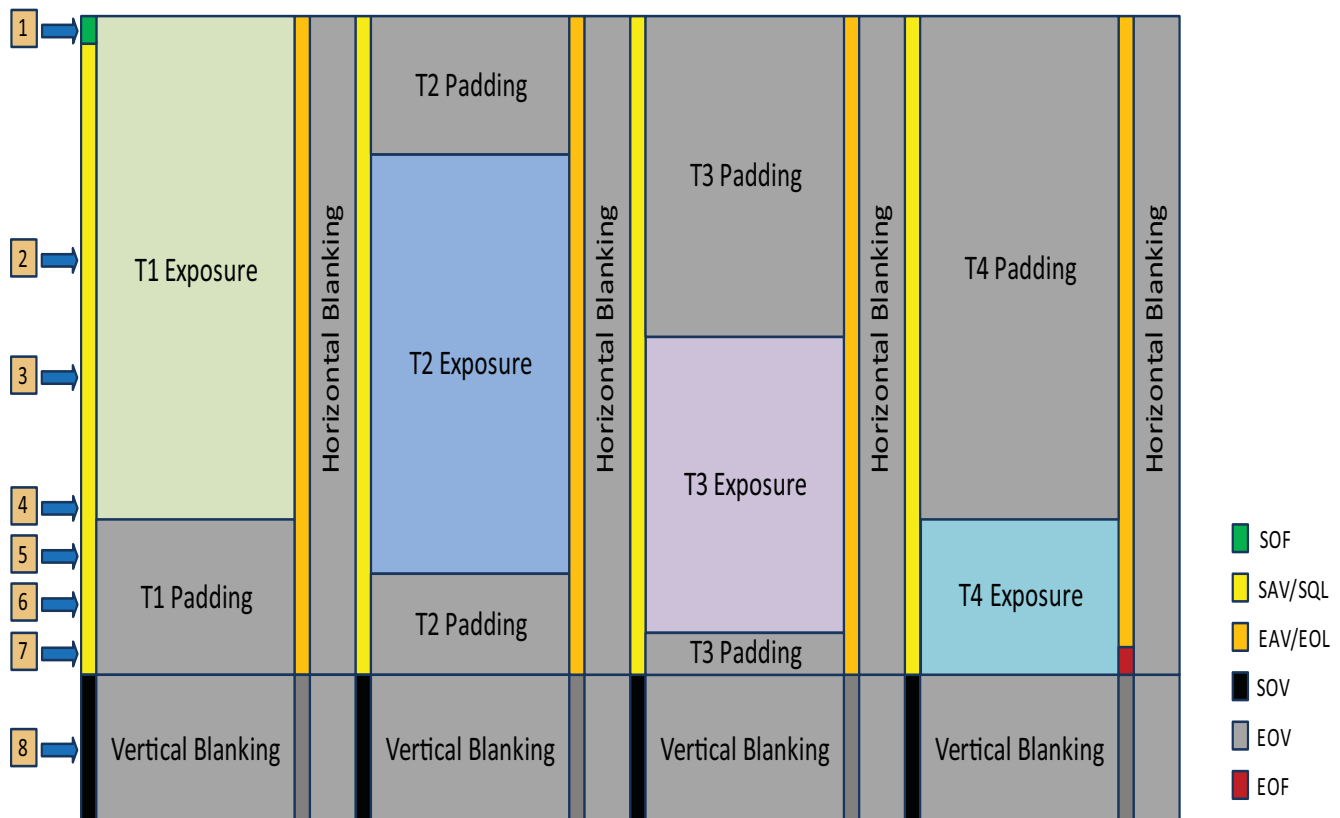 1
2
3
4
5
6
7
8
T1 Exposure
T1 Padding
Vertical Blanking
Horizontal Blanking
T2 Padding
T2 Exposure
T2 Padding
Vertical Blanking
Horizontal Blanking
T3 Padding
T3 Exposure
T3 Padding
Vertical Blanking
Horizontal Blanking
T4 Padding
T4 Exposure
Vertical Blanking
Horizontal Blanking
SOF
SAV/SQL
EAV/EOL
SOV
EOV
EOF